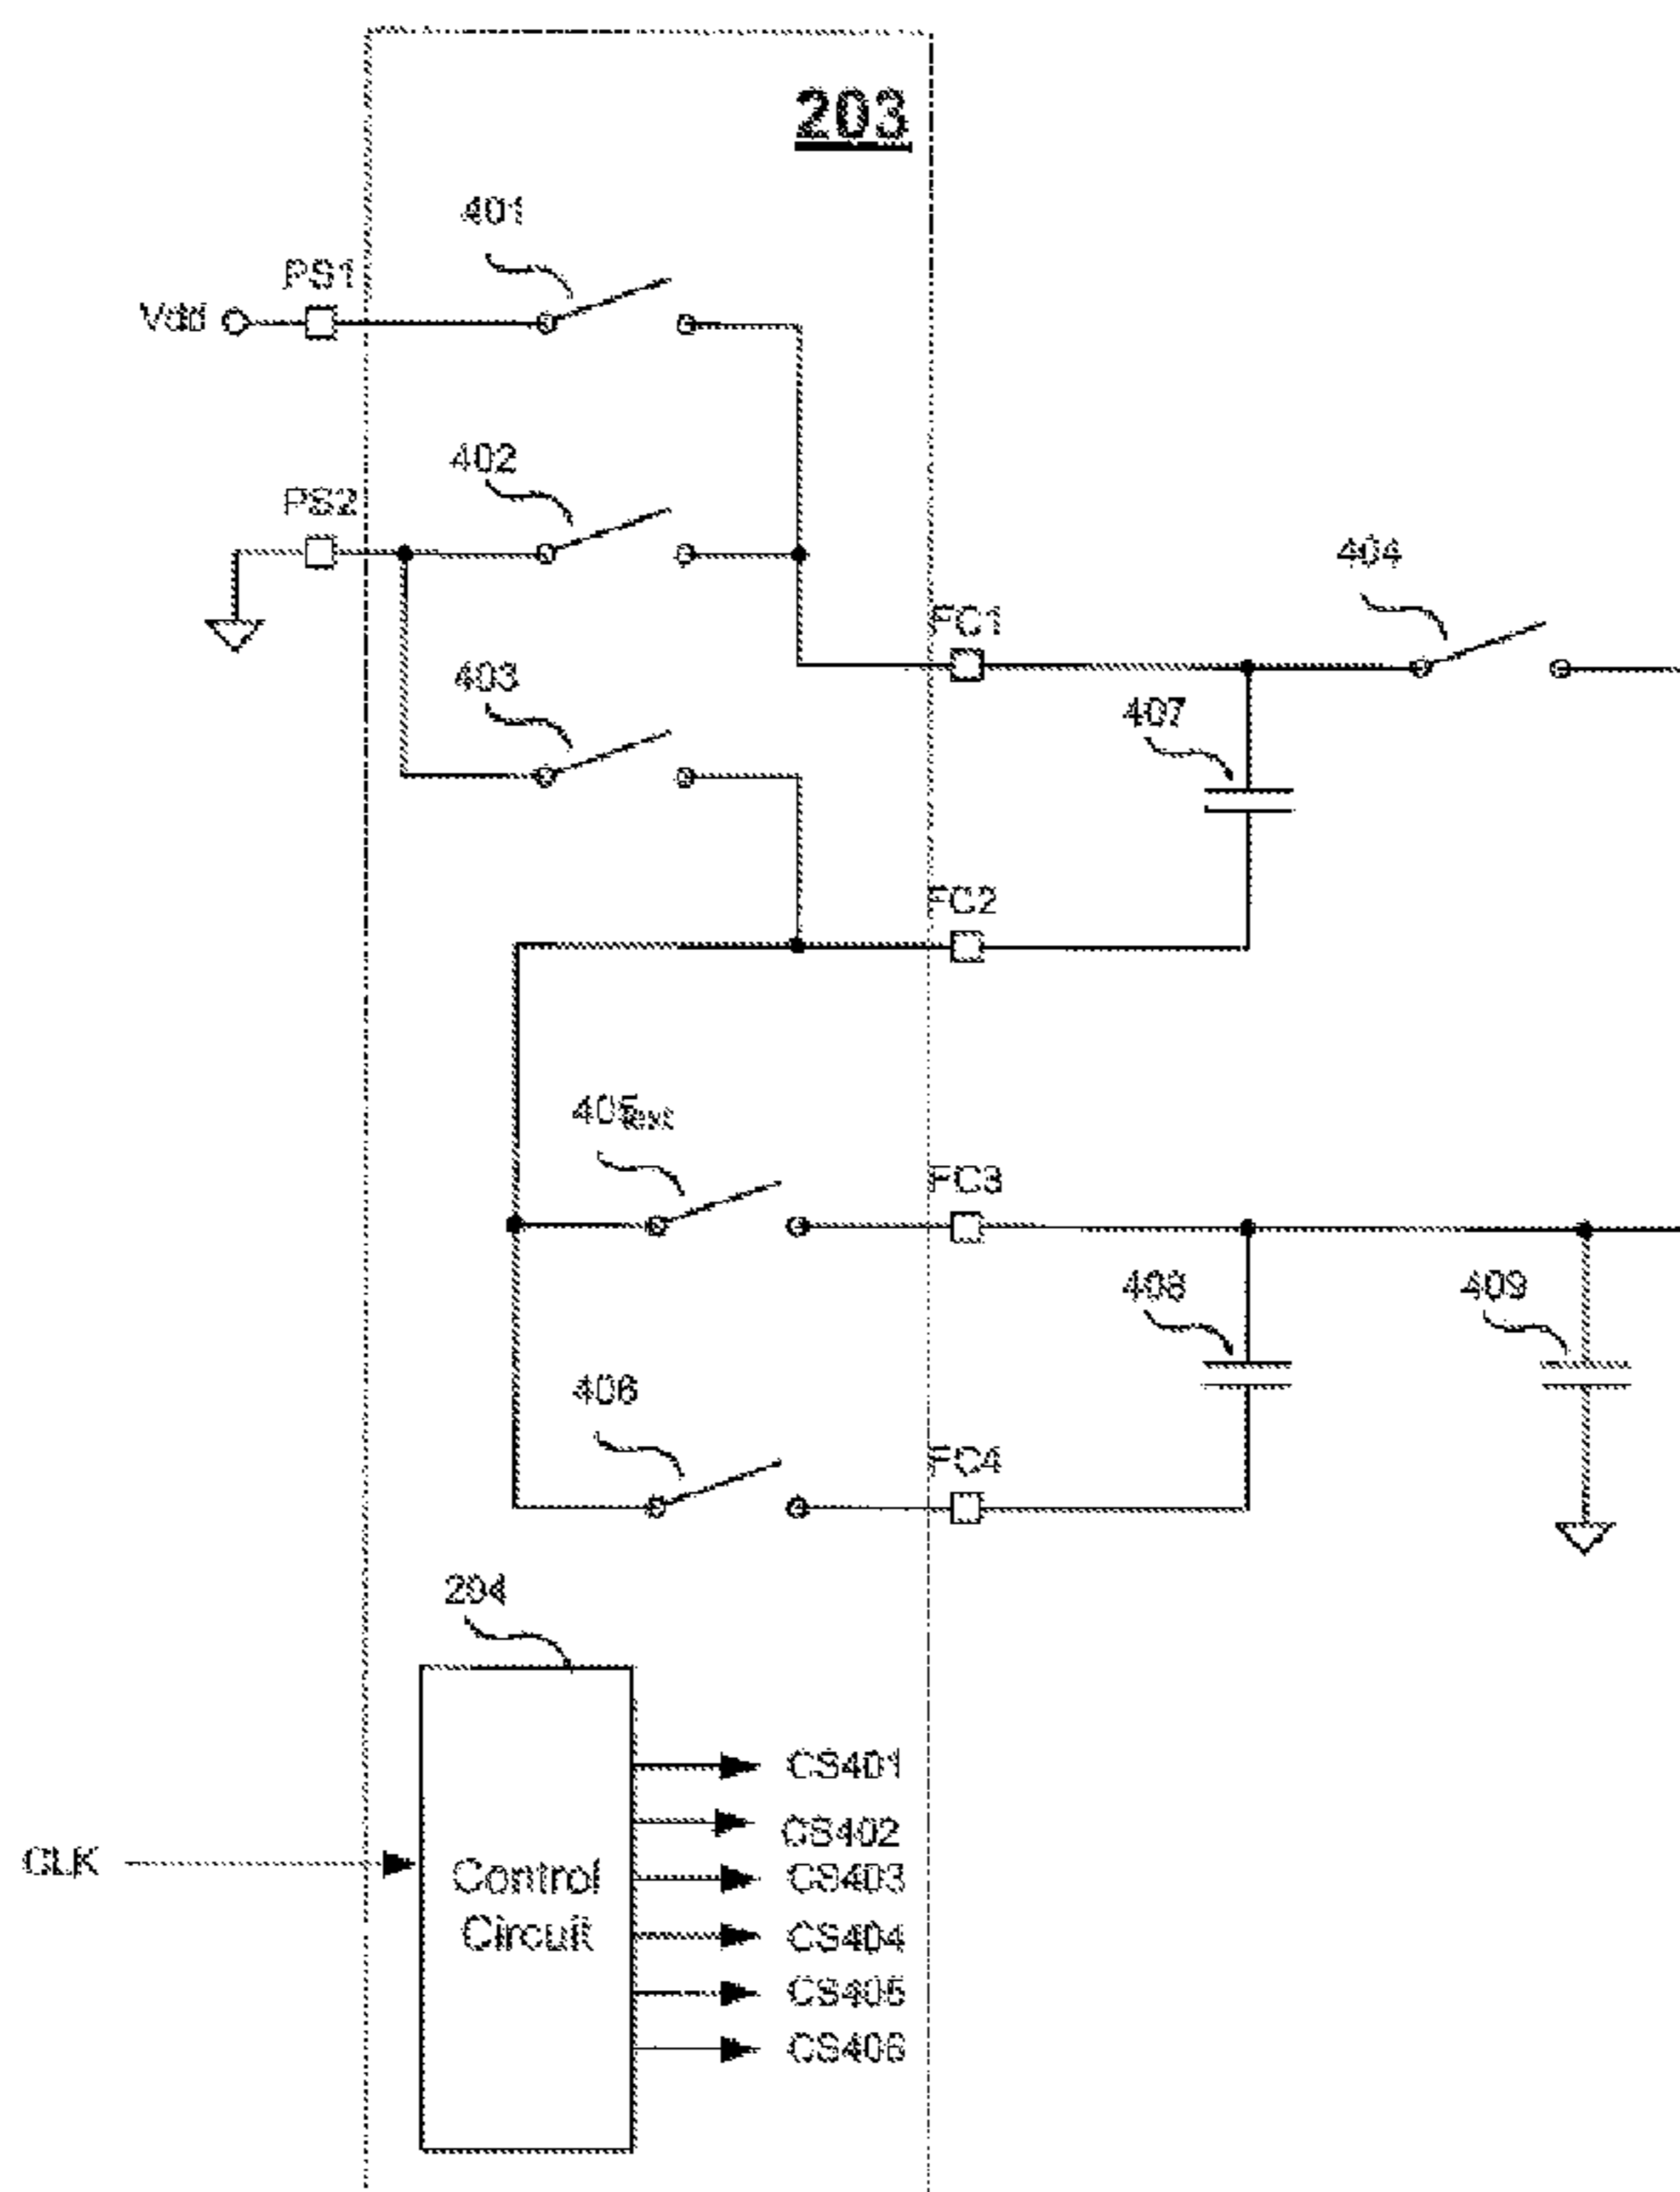 203
401
PS1
Vdd
402
PS2
404
FC1
403
407
FC2
405
text
FC3
408
409
406
FC4
204
CS401
CS402
CLK
Control
Circuit
CS403
CS404
CS405
CS406